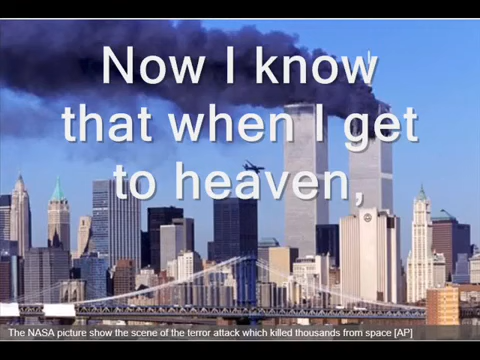 Now I know
that when I get
to heaven,
The NASA picture show the scene of the terror attack which killed thousands from space [AP]